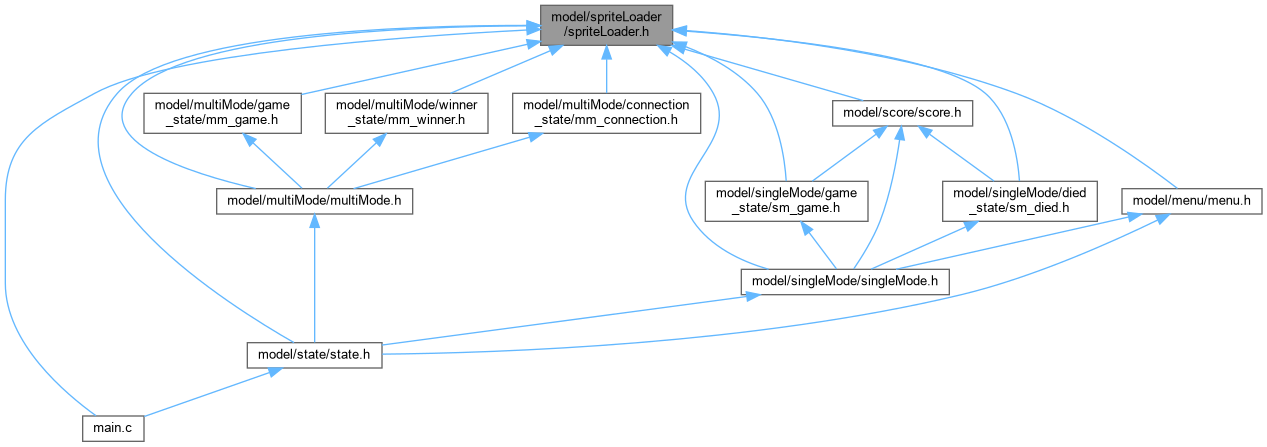 model/spriteLoader
/spriteLoader.h
model/multiMode/game
_state/mm_game.h
model/multiMode/winner
_state/mm_winner.h
model/multiMode/connection
_state/mm_connection.h
model/score/score.h
model/multiMode/multiMode.h
model/singleMode/game
_state/sm_game.h
model/singleMode/died
_state/sm_died.h
model/menu/menu.h
model/singleMode/singleMode.h
model/state/state.h
main.c